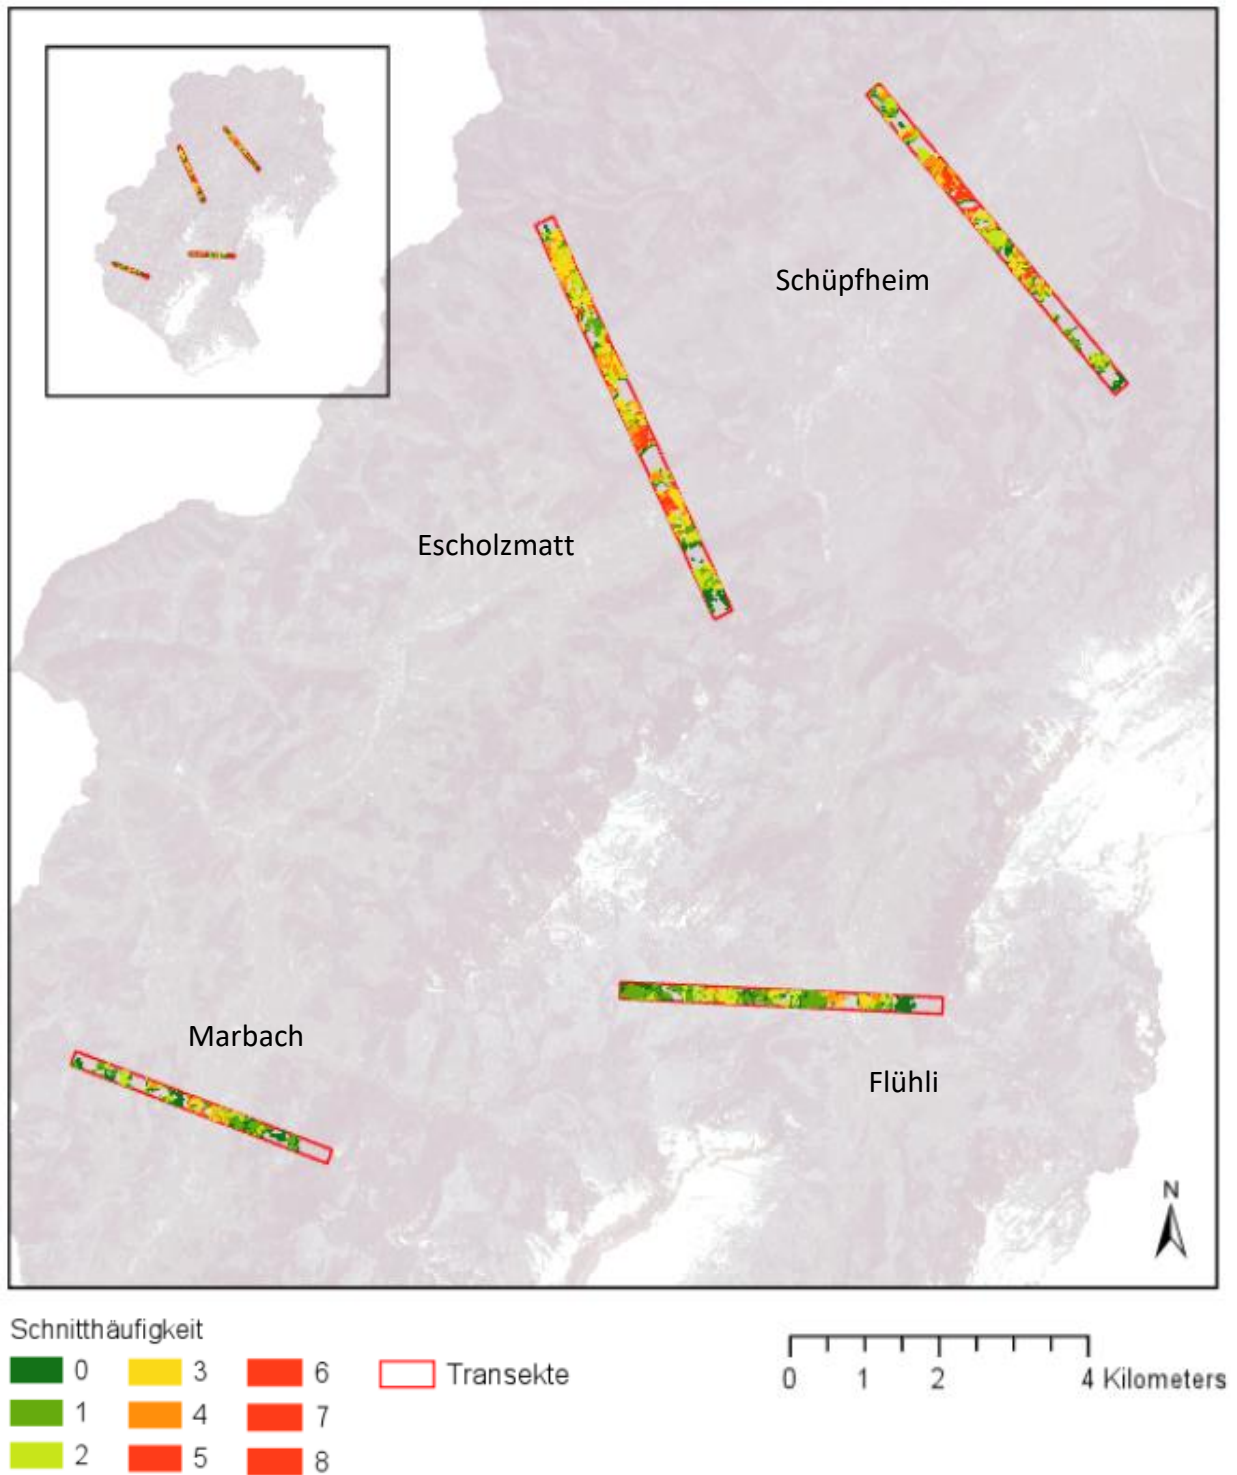 Schüpfheim
Escholzmatt
Marbach
Flühli
N
Schnitthäufigkeit
0 3 6
1 4 7
2 5 8
Transekte
0 1 2 4 Kilometers